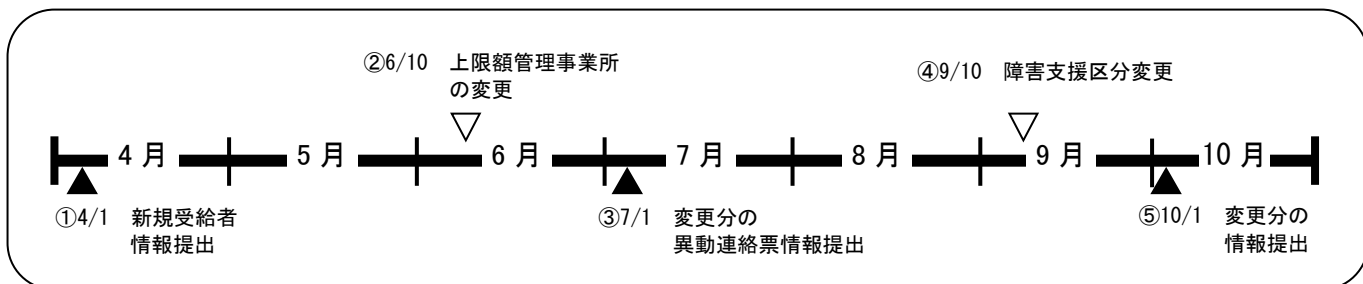 ②6/10 上限額管理事業所
の変更
④9/10 障害支援区分変更
4月 5月 6月 7月 8月 9月 10月
①4/1 新規受給者
情報提出
③7/1 変更分の
異動連絡票情報提出
⑤10/1 変更分の
情報提出